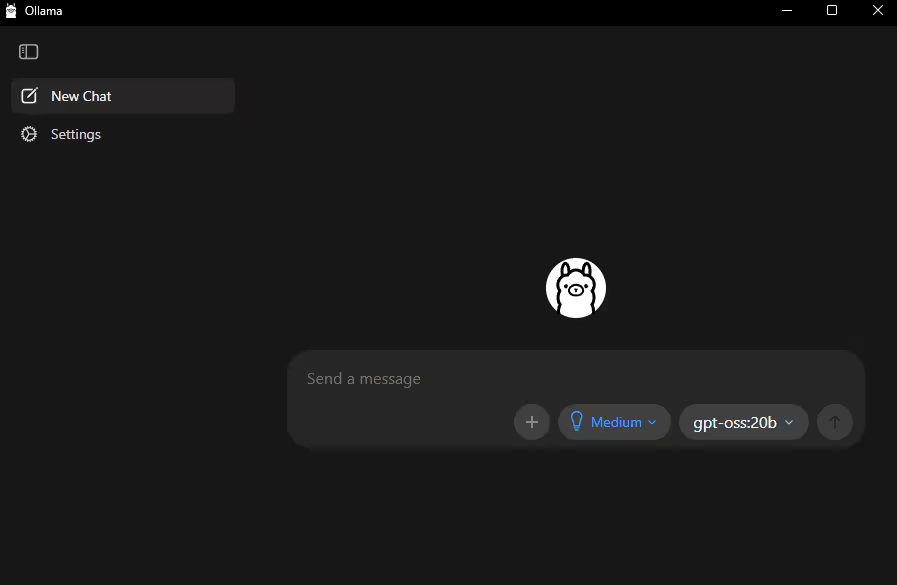 Ollama
New Chat
Settings
Send a message
Medium
gpt-oss:20b